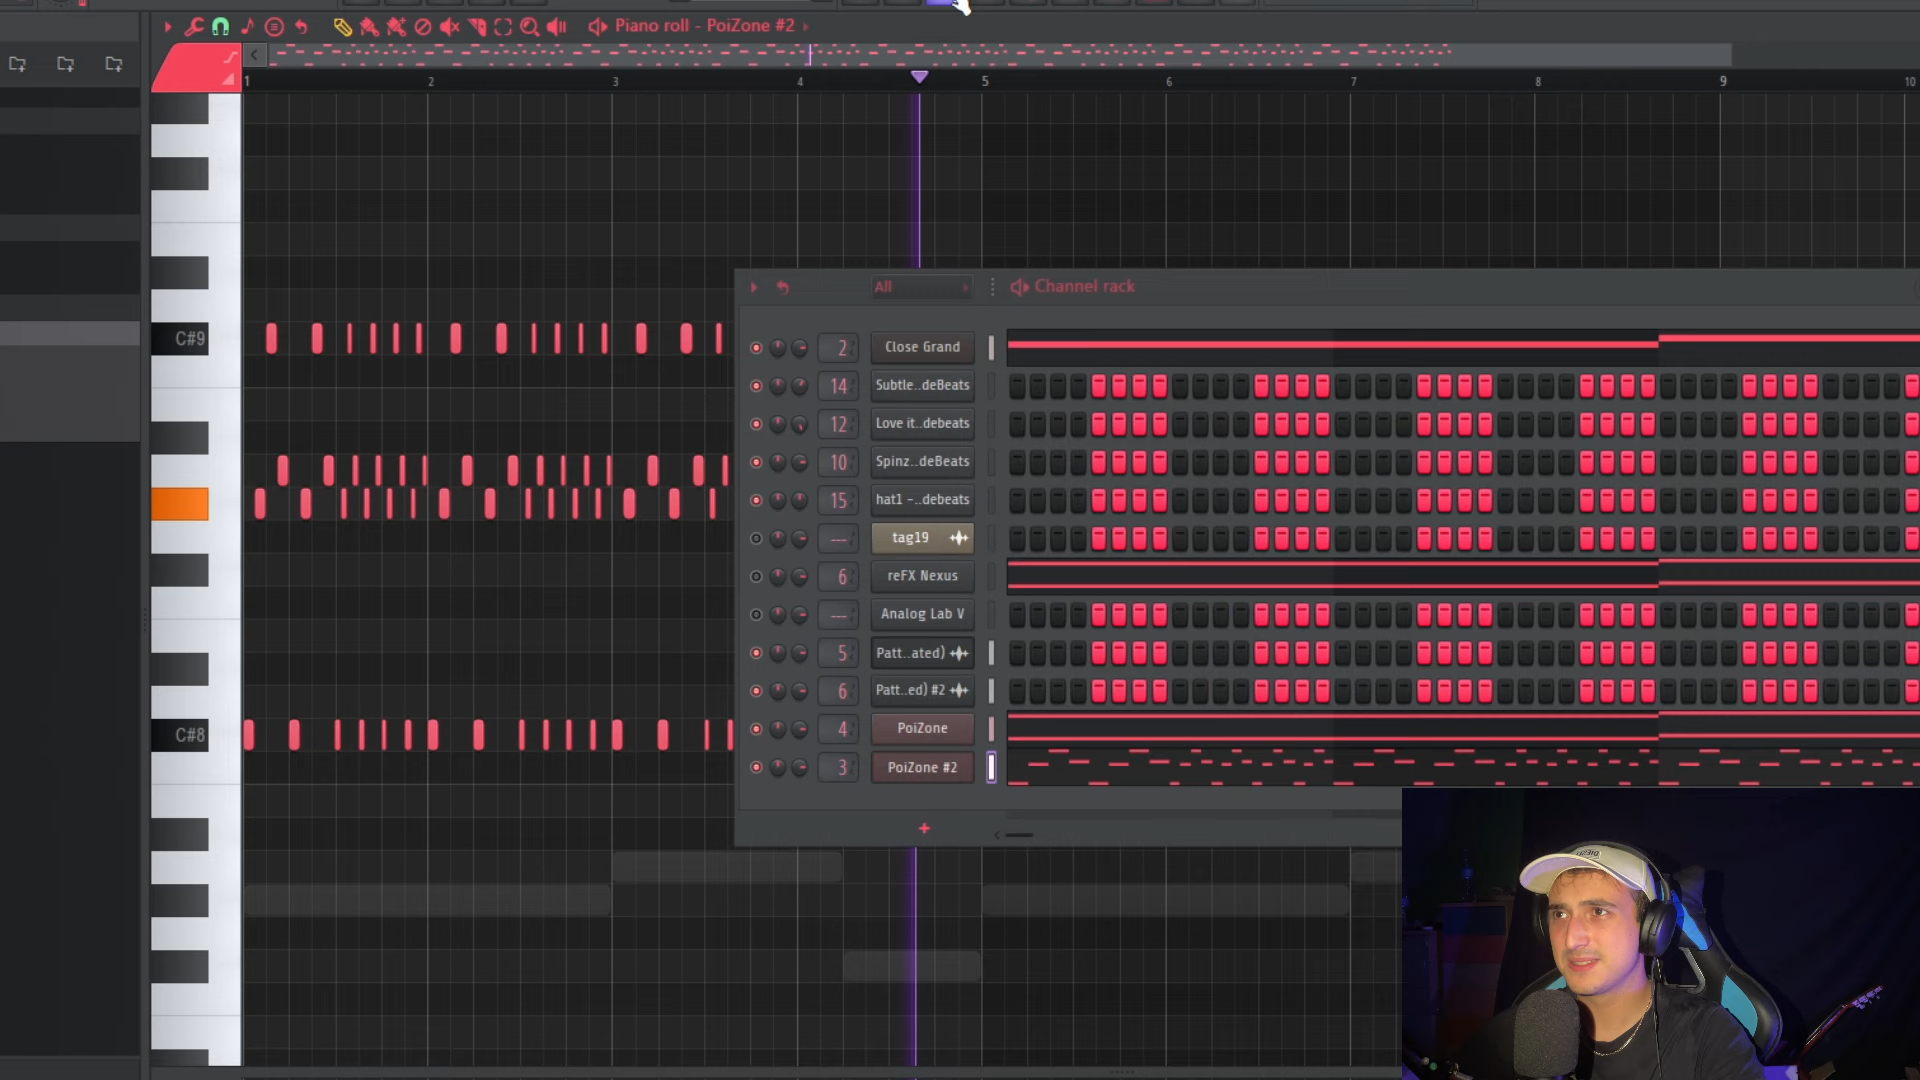 Piano roll - PoiZone #2
1 2 3 4 5 6 7 8 9 10
All
Channel rack
C#9
C#8
2 Close Grand
14 Subtle..deBeats
12 Love it..debeats
10 Spinz..deBeats
15 hat1 -..debeats
--- tag19
6 reFX Nexus
--- Analog Lab V
5 Patt..ated)
6 Patt..ed) #2
4 PoiZone
3 PoiZone #2